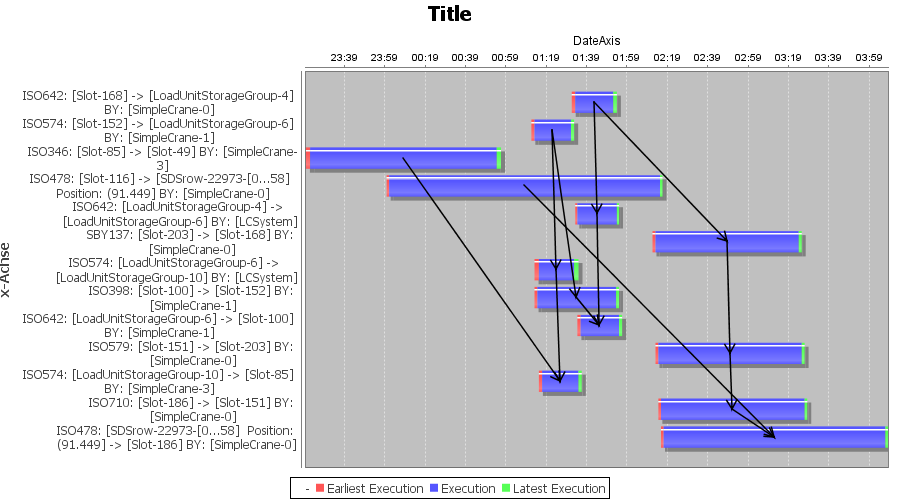 Title
DateAxis
23:39 23:59 00:19 00:39 00:59 01:19 01:39 01:59 02:19 02:39 02:59 03:19 03:39 03:59
x-Achse
ISO642: [Slot-168] -> [LoadUnitStorageGroup-4]
BY: [SimpleCrane-0]
ISO574: [Slot-152] -> [LoadUnitStorageGroup-6]
BY: [SimpleCrane-1]
ISO346: [Slot-85] -> [Slot-49] BY: [SimpleCrane-
3]
ISO478: [Slot-116] -> [SDSrow-22973-[0...58]
Position: (91.449) BY: [SimpleCrane-0]
ISO642: [LoadUnitStorageGroup-4] ->
[LoadUnitStorageGroup-6] BY: [LCSystem]
SBY137: [Slot-203] -> [Slot-168] BY:
[SimpleCrane-0]
ISO574: [LoadUnitStorageGroup-6] ->
[LoadUnitStorageGroup-10] BY: [LCSystem]
ISO398: [Slot-100] -> [Slot-152] BY:
[SimpleCrane-1]
ISO642: [LoadUnitStorageGroup-6] -> [Slot-100]
BY: [SimpleCrane-1]
ISO579: [Slot-151] -> [Slot-203] BY:
[SimpleCrane-0]
ISO574: [LoadUnitStorageGroup-10] -> [Slot-85]
BY: [SimpleCrane-3]
ISO710: [Slot-186] -> [Slot-151] BY:
[SimpleCrane-0]
ISO478: [SDSrow-22973-[0...58] Position:
(91.449) -> [Slot-186] BY: [SimpleCrane-0]
- Earliest Execution Execution Latest Execution